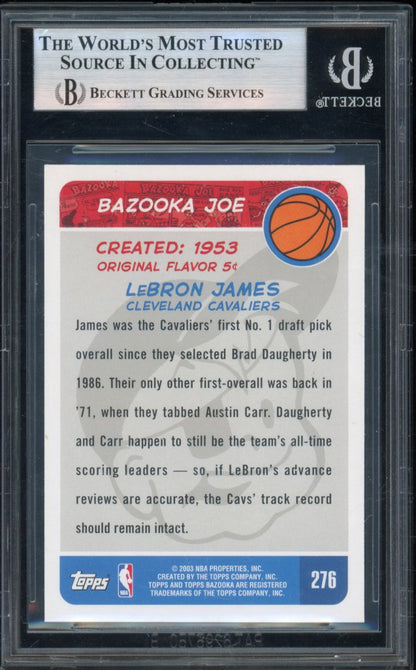 THE WORLD'S MOST TRUSTED
SOURCE IN COLLECTING™
B BECKETT GRADING SERVICES
B
BECKETT®
BAZOOKA JOE
CREATED: 1953
ORIGINAL FLAVOR 5¢
LEBRON JAMES
CLEVELAND CAVALIERS
James was the Cavaliers' first No. 1 draft pick
overall since they selected Brad Daugherty in
1986. Their only other first-overall was back in
'71, when they tabbed Austin Carr. Daugherty
and Carr happen to still be the team's all-time
scoring leaders — so, if LeBron's advance
reviews are accurate, the Cavs' track record
should remain intact.
Topps NBA
© 2003 NBA PROPERTIES, INC.
CREATED BY THE TOPPS COMPANY, INC.
TOPPS AND TOPPS BAZOOKA ARE REGISTERED
TRADEMARKS OF THE TOPPS COMPANY, INC.
276